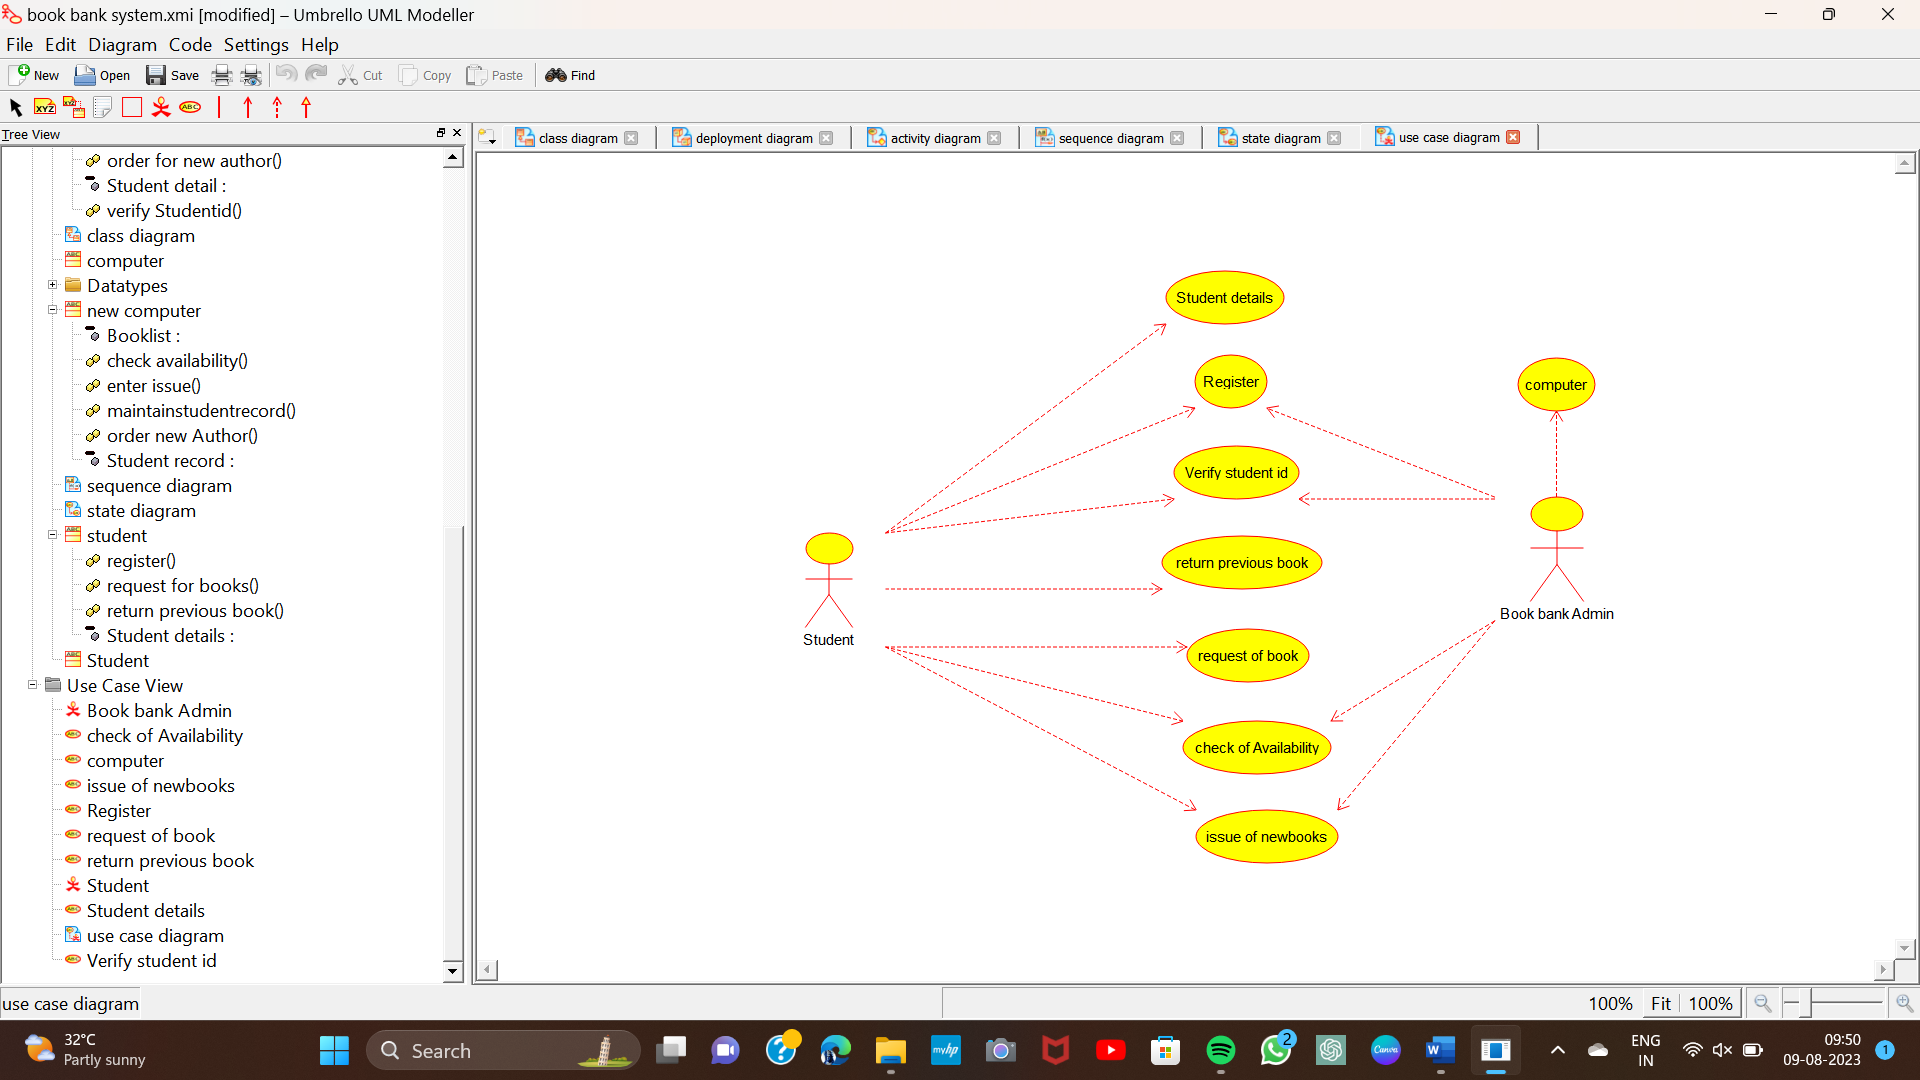 book bank system.xmi [modified] – Umbrello UML Modeller
File Edit Diagram Code Settings Help
New Open Save Cut Copy Paste Find
XYZ XYZ ABC
Tree View
class diagram deployment diagram activity diagram sequence diagram state diagram use case diagram
order for new author()
Student detail :
verify Studentid()
class diagram
computer
Datatypes
new computer
Booklist :
check availability()
enter issue()
maintainstudentrecord()
order new Author()
Student record :
sequence diagram
state diagram
student
register()
request for books()
return previous book()
Student details :
Student
Use Case View
Book bank Admin
check of Availability
computer
issue of newbooks
Register
request of book
return previous book
Student
Student details
use case diagram
Verify student id
Student details
Register
computer
Verify student id
return previous book
Book bank Admin
Student
request of book
check of Availability
issue of newbooks
use case diagram
100% Fit 100%
32°C
Partly sunny
Search
myhp
2
Canva
W
ENG
IN
09:50
09-08-2023
1